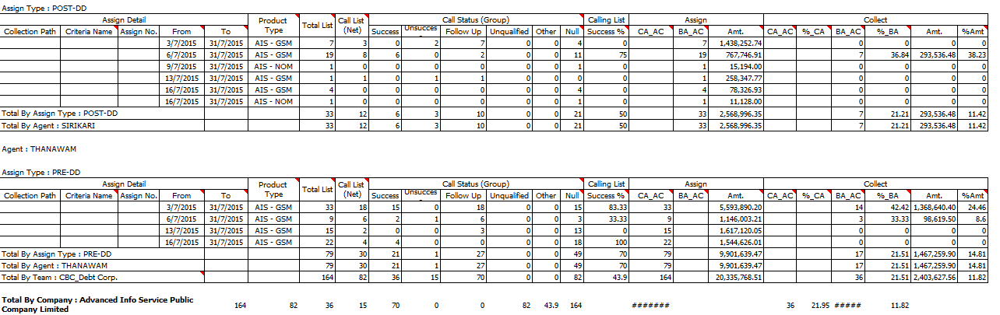 Assign Type : POST-DD
Assign Detail Product Type Total List Call List (Net) Call Status (Group) Calling List Assign Collect
Collection Path Criteria Name Assign No. From To Success Unsucces Follow Up Unqualified Other Null Success % CA_AC BA_AC Amt. CA_AC %_CA BA_AC %_BA Amt. %Amt
3/7/2015 31/7/2015 AIS - GSM 7 3 0 2 7 0 0 4 0 7 1,438,252.74 0 0 0 0
6/7/2015 31/7/2015 AIS - GSM 19 8 6 0 2 0 0 11 75 19 767,746.91 7 36.84 293,536.48 38.23
9/7/2015 31/7/2015 AIS - NOM 1 0 0 0 0 0 0 1 0 1 15,194.00 0 0 0 0
13/7/2015 31/7/2015 AIS - GSM 1 1 0 1 1 0 0 0 0 1 258,347.77 0 0 0 0
16/7/2015 31/7/2015 AIS - GSM 4 0 0 0 0 0 0 4 0 4 78,326.93 0 0 0 0
16/7/2015 31/7/2015 AIS - NOM 1 0 0 0 0 0 0 1 0 1 11,128.00 0 0 0 0
Total By Assign Type : POST-DD 33 12 6 3 10 0 0 21 50 33 2,568,996.35 7 21.21 293,536.48 11.42
Total By Agent : SIRIKARI 33 12 6 3 10 0 0 21 50 33 2,568,996.35 7 21.21 293,536.48 11.42
Agent : THANAWAM
Assign Type : PRE-DD
Assign Detail Product Type Total List Call List (Net) Call Status (Group) Calling List Assign Collect
Collection Path Criteria Name Assign No. From To Success Unsucces Follow Up Unqualified Other Null Success % CA_AC BA_AC Amt. CA_AC %_CA BA_AC %_BA Amt. %Amt
3/7/2015 31/7/2015 AIS - GSM 33 18 15 0 18 0 0 15 83.33 33 5,593,890.20 14 42.42 1,368,640.40 24.46
6/7/2015 31/7/2015 AIS - GSM 9 6 2 1 6 0 0 3 33.33 9 1,146,003.21 3 33.33 98,619.50 8.6
13/7/2015 31/7/2015 AIS - GSM 15 2 0 0 3 0 0 13 0 15 1,617,120.05 0 0 0 0
16/7/2015 31/7/2015 AIS - GSM 22 4 4 0 0 0 0 18 100 22 1,544,626.01 0 0 0 0
Total By Assign Type : PRE-DD 79 30 21 1 27 0 0 49 70 79 9,901,639.47 17 21.51 1,467,259.90 14.81
Total By Agent : THANAWAM 79 30 21 1 27 0 0 49 70 79 9,901,639.47 17 21.51 1,467,259.90 14.81
Total By Team : CBC_Debt Corp. 164 82 36 15 70 0 0 82 43.9 164 20,335,768.51 36 21.51 2,403,627.56 11.82
Total By Company : Advanced Info Service Public
Company Limited 164 82 36 15 70 0 0 82 43.9 164 ####### 36 21.95 ##### 11.82